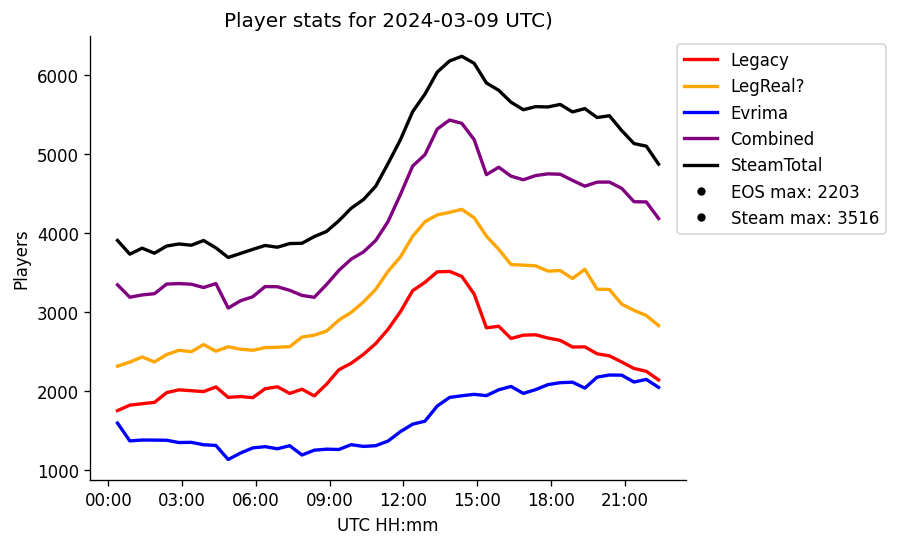 Player stats for 2024-03-09 UTC)
Players
6000
5000
4000
3000
2000
1000
00:00 03:00 06:00 09:00 12:00 15:00 18:00 21:00
UTC HH:mm
Legacy
LegReal?
Evrima
Combined
SteamTotal
EOS max: 2203
Steam max: 3516